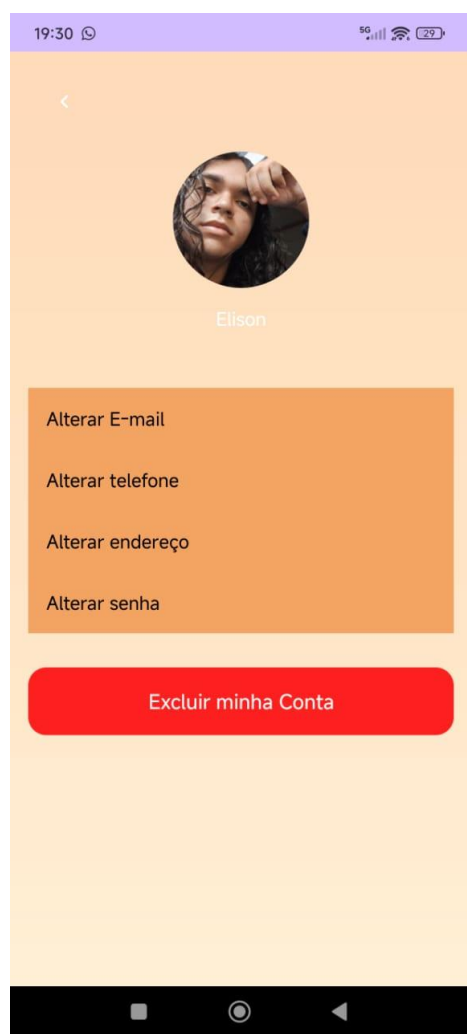 19:30
5G
29
Elison
Alterar E-mail
Alterar telefone
Alterar endereço
Alterar senha
Excluir minha Conta